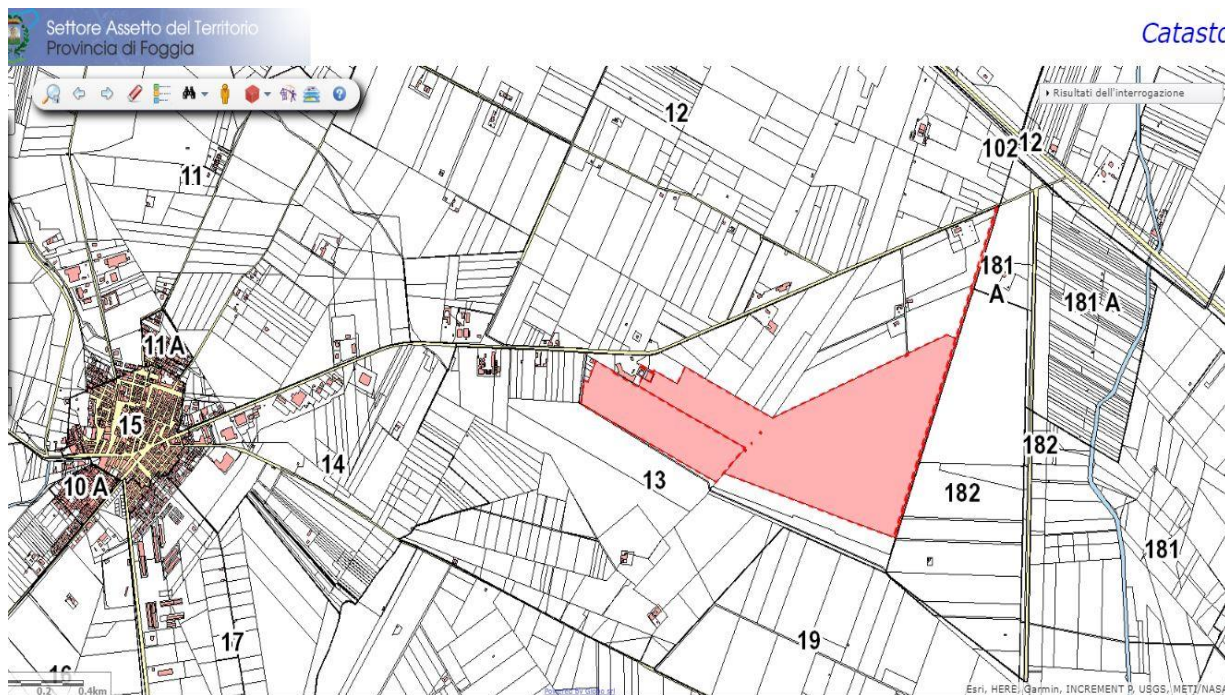 Settore Assetto del Territorio
Provincia di Foggia
Catasto
Risultati dell'interrogazione
12
102
12
11
181
A
181 A
11 A
15
14
13
10 A
182
182
181
17
19
16
0.2
0.4km
Esri, HERE, Garmin, INCREMENT P, USGS, METI/NAS